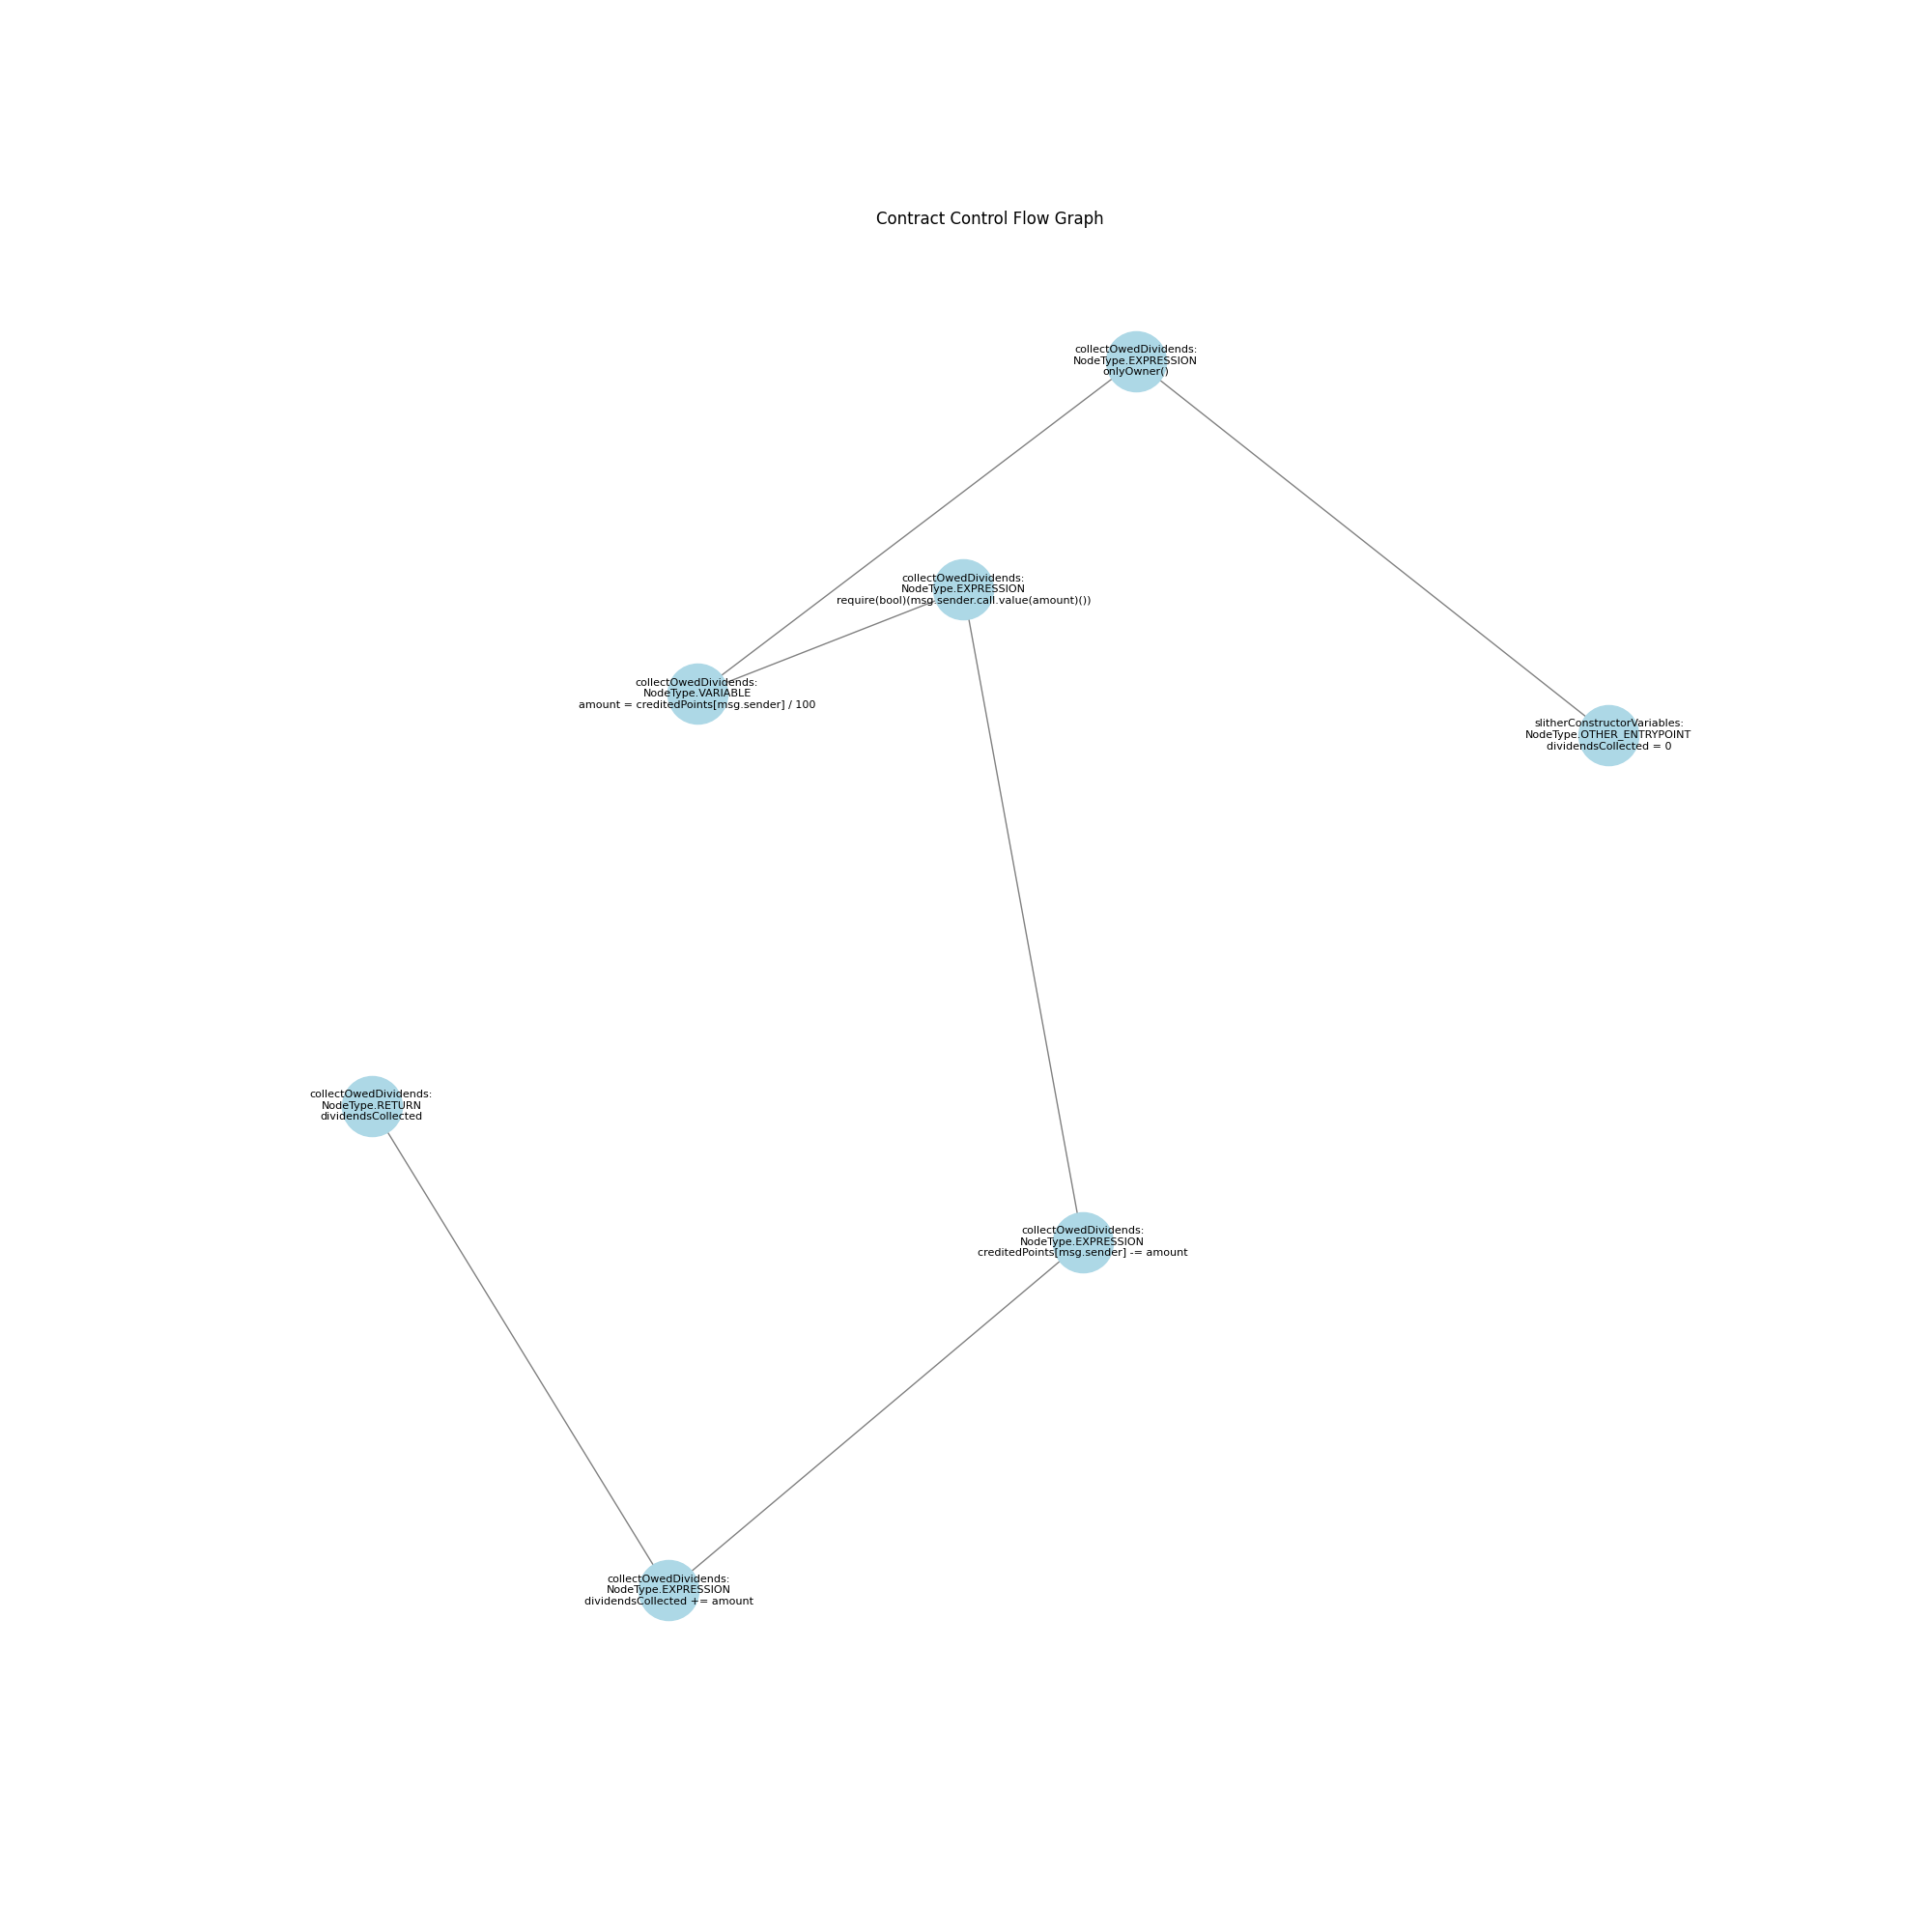 Contract Control Flow Graph
collectOwedDividends:
NodeType.EXPRESSION
onlyOwner()
collectOwedDividends:
NodeType.EXPRESSION
require(bool)(msg.sender.call.value(amount)())
collectOwedDividends:
NodeType.VARIABLE
amount = creditedPoints[msg.sender] / 100
slitherConstructorVariables:
NodeType.OTHER_ENTRYPOINT
dividendsCollected = 0
collectOwedDividends:
NodeType.RETURN
dividendsCollected
collectOwedDividends:
NodeType.EXPRESSION
creditedPoints[msg.sender] -= amount
collectOwedDividends:
NodeType.EXPRESSION
dividendsCollected += amount